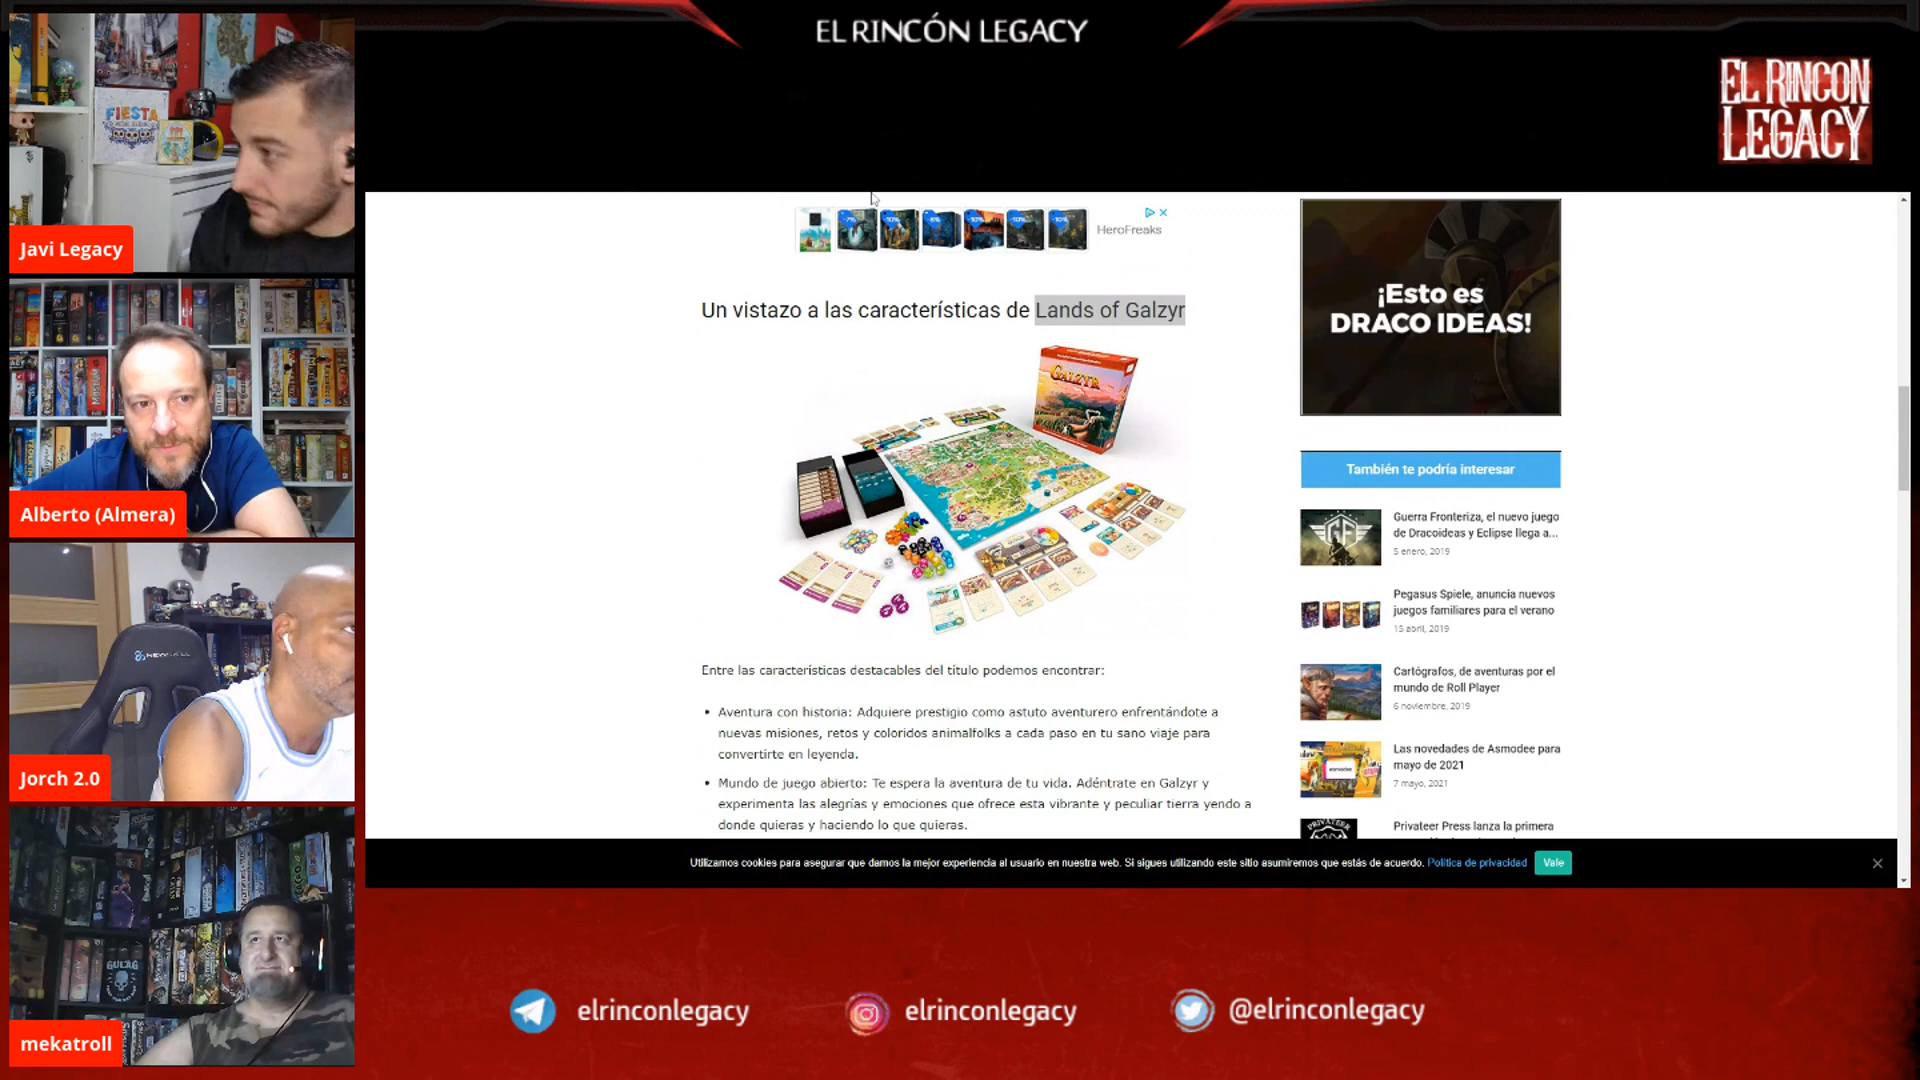 EL RINCÓN LEGACY
EL RINCON
LEGACY
FIESTA
Javi Legacy
Alberto (Almera)
Jorch 2.0
GULAG
mekatroll
HeroFreaks
Un vistazo a las características de Lands of Galzyr
GALZYR
Entre las características destacables del título podemos encontrar:
• Aventura con historia: Adquiere prestigio como astuto aventurero enfrentándote a
nuevas misiones, retos y coloridos animalfolks a cada paso en tu sano viaje para
convertirte en leyenda.
• Mundo de juego abierto: Te espera la aventura de tu vida. Adéntrate en Galzyr y
experimenta las alegrías y emociones que ofrece esta vibrante y peculiar tierra yendo a
donde quieras y haciendo lo que quieras.
¡Esto es
DRACO IDEAS!
También te podría interesar
GF
Guerra Fronteriza, el nuevo juego
de Dracoideas y Eclipse llega a...
5 enero, 2019
Pegasus Spiele, anuncia nuevos
juegos familiares para el verano
15 abril, 2019
Cartógrafos, de aventuras por el
mundo de Roll Player
6 noviembre, 2019
Las novedades de Asmodee para
mayo de 2021
7 mayo, 2021
PRIVATEER
Privateer Press lanza la primera
Utilizamos cookies para asegurar que damos la mejor experiencia al usuario en nuestra web. Si sigues utilizando este sitio asumiremos que estás de acuerdo. Política de privacidad Vale
elrinconlegacy
elrinconlegacy
@elrinconlegacy